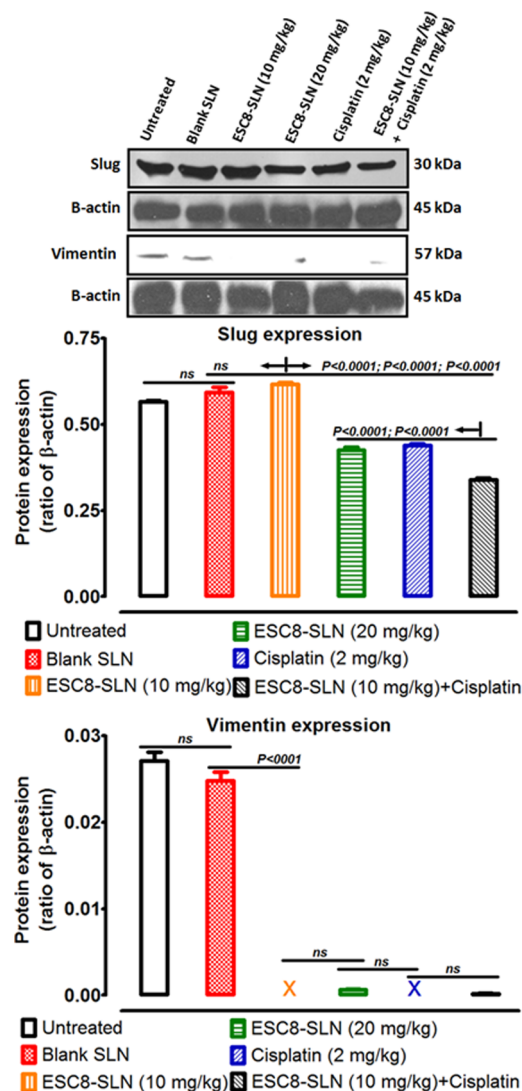 Untreated
Blank SLN
ESC8-SLN (10 mg/kg)
ESC8-SLN (20 mg/kg)
Cisplatin (2 mg/kg)
ESC8-SLN (10 mg/kg)
+ Cisplatin (2 mg/kg)
Slug 30 kDa
B-actin 45 kDa
Vimentin 57 kDa
B-actin 45 kDa
Slug expression
Protein expression
(ratio of β-actin)
0.75
0.50
0.25
0.00
ns
ns
P<0.0001; P<0.0001; P<0.0001
P<0.0001; P<0.0001
Untreated
Blank SLN
ESC8-SLN (10 mg/kg)
ESC8-SLN (20 mg/kg)
Cisplatin (2 mg/kg)
ESC8-SLN (10 mg/kg)+Cisplatin
Vimentin expression
Protein expression
(ratio of β-actin)
0.03
0.02
0.01
0.00
ns
P<0001
X
ns
ns
X
ns
Untreated
Blank SLN
ESC8-SLN (10 mg/kg)
ESC8-SLN (20 mg/kg)
Cisplatin (2 mg/kg)
ESC8-SLN (10 mg/kg)+Cisplatin